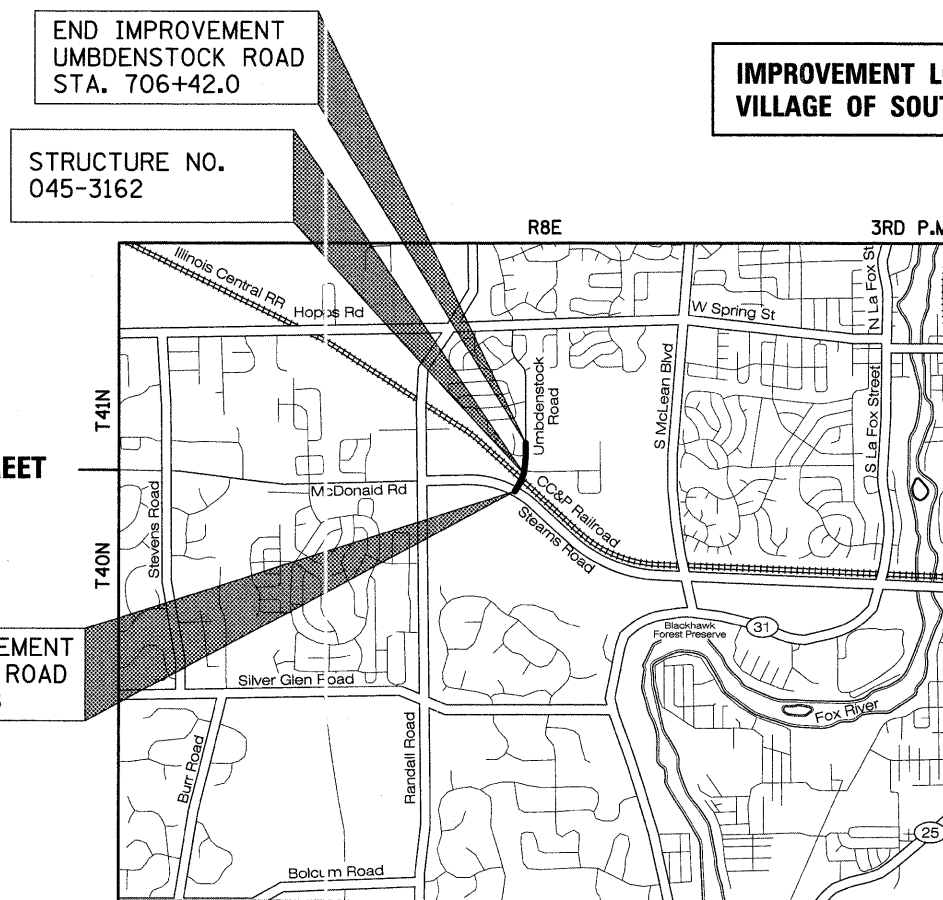 END IMPROVEMENT
UMBDENSTOCK ROAD
STA. 706+42.0
IMPROVEMENT
VILLAGE OF
STRUCTURE NO.
045-3162
R8E
3RD P.M
Illinois Central RR
Hopps Rd
W Spring St
N La Fox St
T41N
Umbdenstock
Road
S McLean Blvd
S La Fox Street
McDonald Rd
CC&P Railroad
Stearns Road
Stevens Road
T40N
Blackhawk
Forest Preserve
31
ROAD
Silver Glen Road
Fox River
Burr Road
Randall Road
25
Bolcum Road